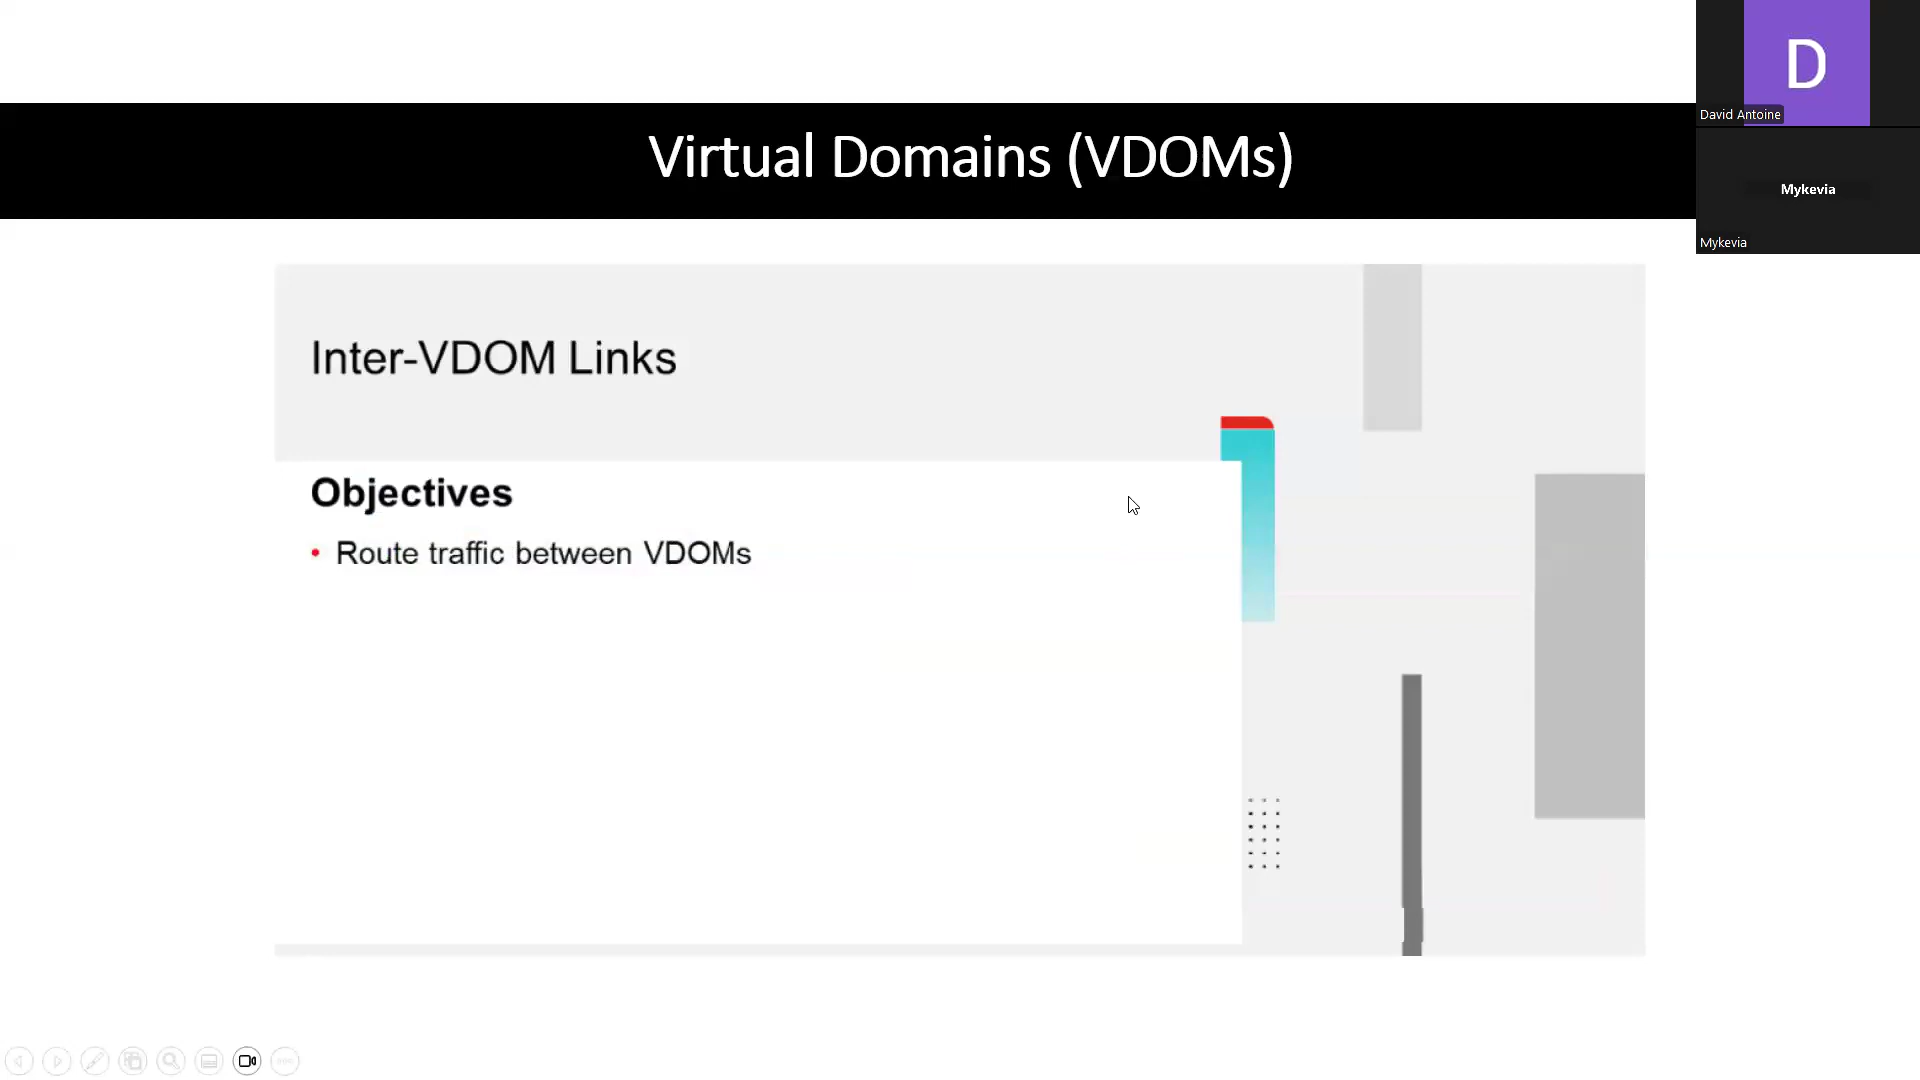 Virtual Domains (VDOMs)
D
David Antoine
Mykevia
Mykevia
Inter-VDOM Links
Objectives
• Route traffic between VDOMs